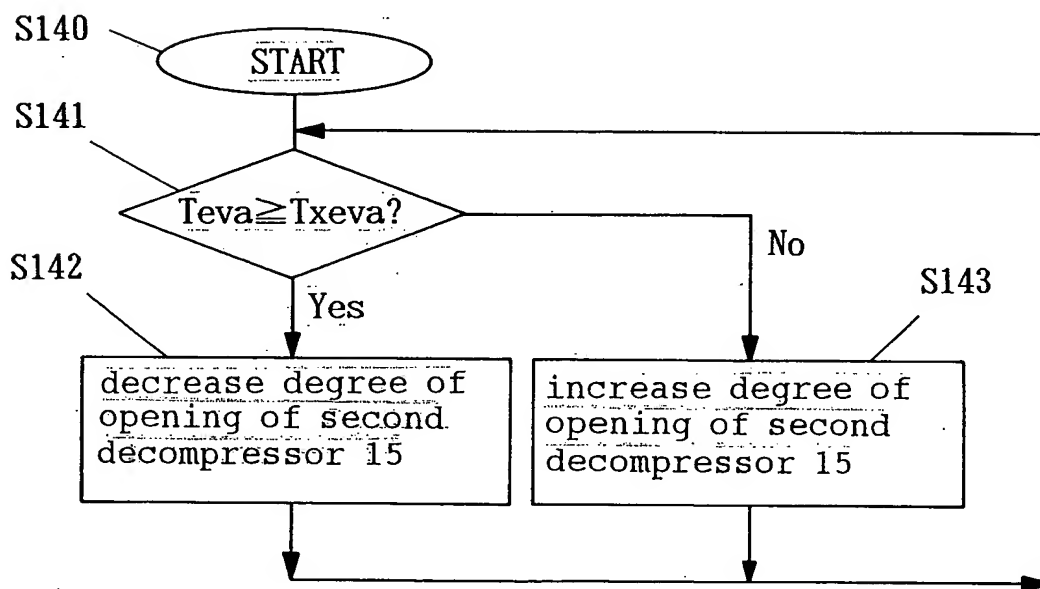 S140
START
S141
Teva≧Txeva?
No
S142
Yes
S143
decrease degree of
opening of second
decompressor 15
increase degree of
opening of second
decompressor 15